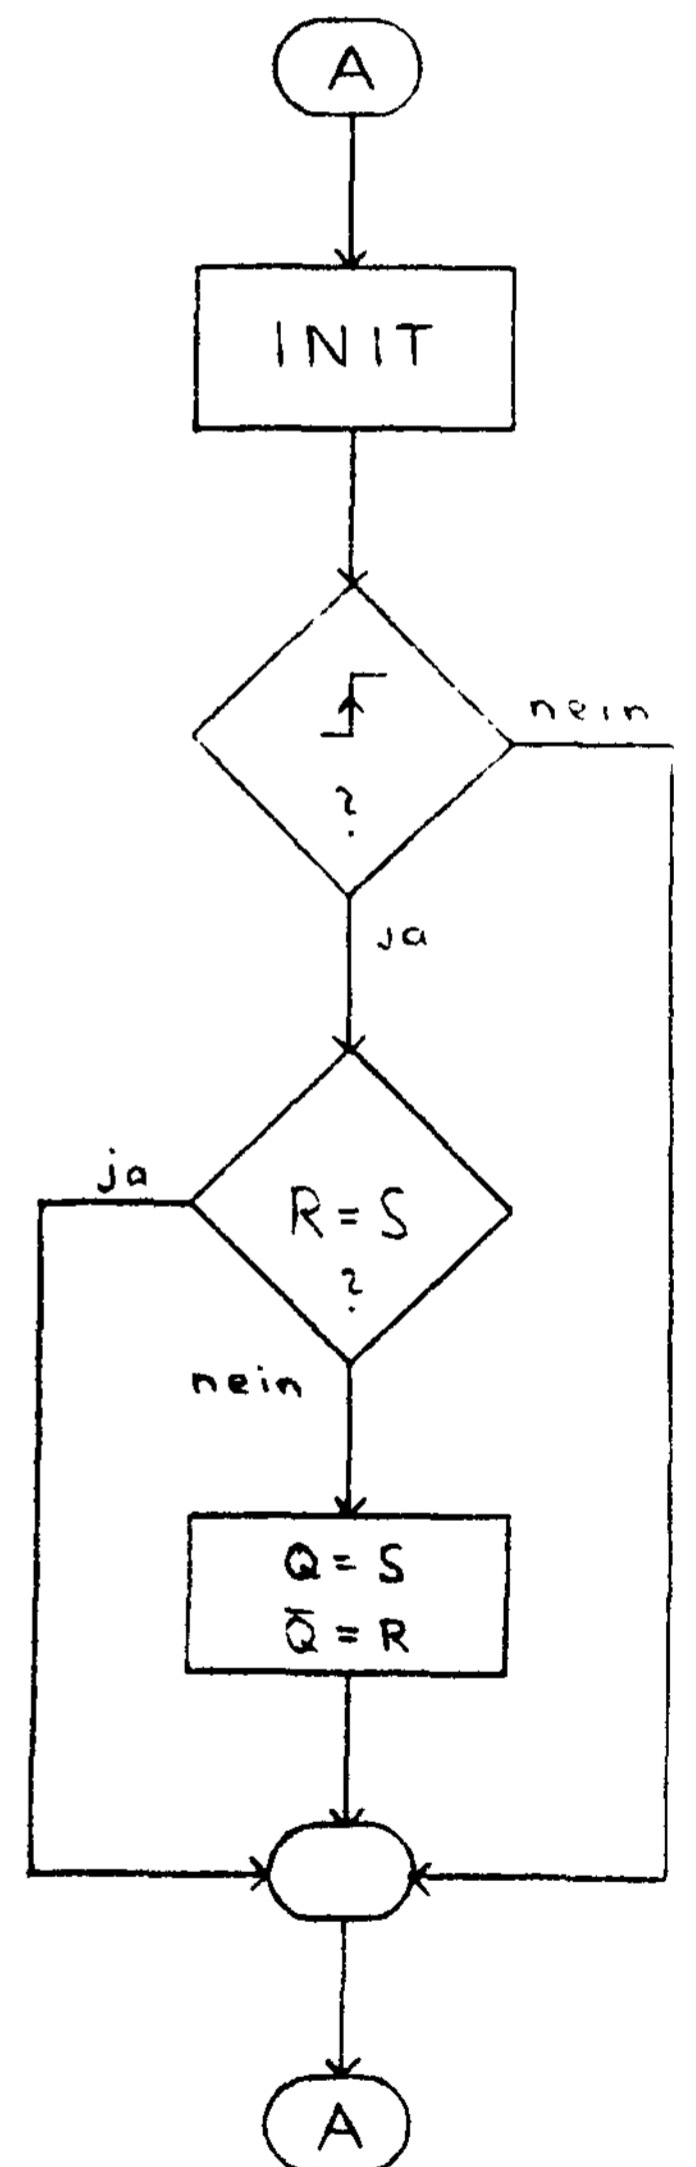 A
INIT
nein
?
ja
ja
R = S
?
nein
Q = S
Q̄ = R
A